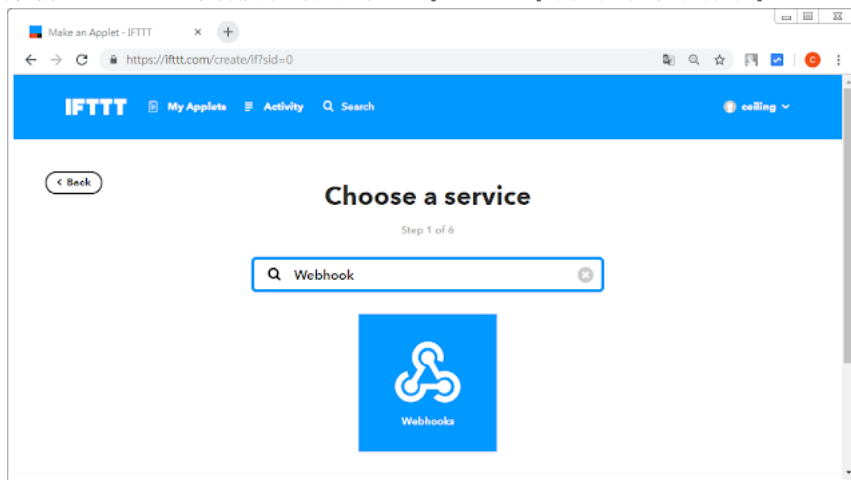 Make an Applet - IFTTT
https://ifttt.com/create/if?sid=0
C
IFTTT My Applets Activity Search ceiling
< Back
Choose a service
Step 1 of 6
Webhook
Webhooks